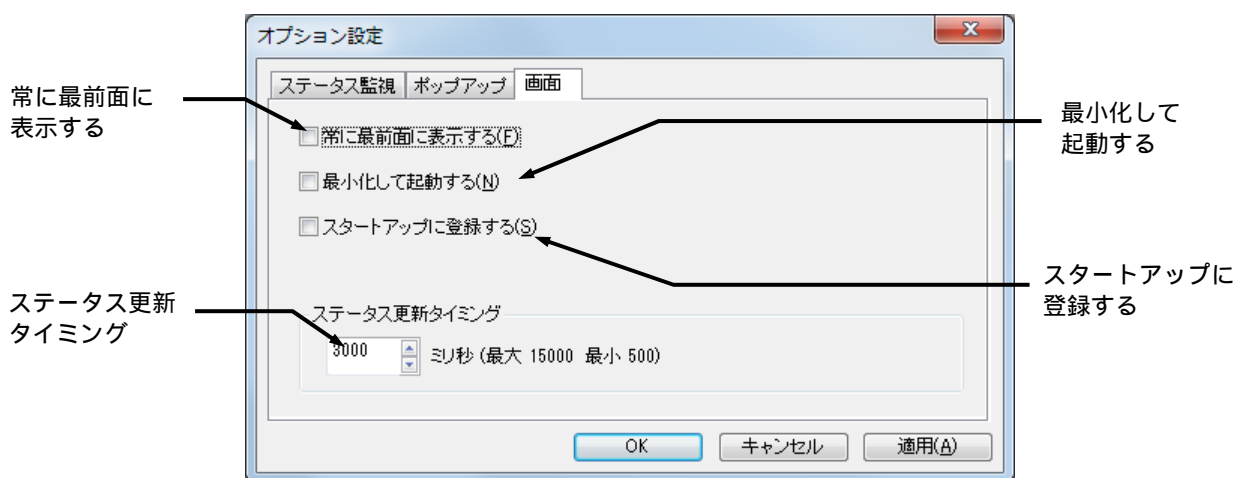 オプション設定
ステータス監視 ポップアップ 画面
常に最前面に
表示する
常に最前面に表示する(F)
最小化して
起動する
最小化して起動する(N)
スタートアップに登録する(S)
スタートアップに
登録する
ステータス更新
タイミング
ステータス更新タイミング
3000 ミリ秒 (最大 15000 最小 500)
OK キャンセル 適用(A)